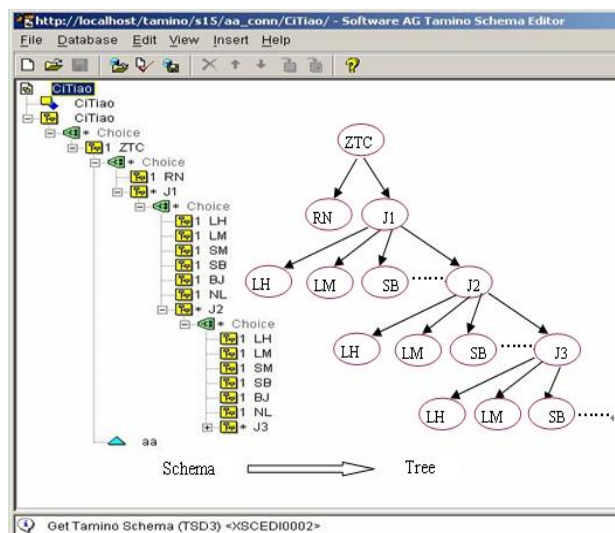 http://localhost/tamino/s15/aa_conn/CiTiao/ - Software AG Tamino Schema Editor
File Database Edit View Insert Help
CiTiao
CiTiao
CiTiao
* Choice
1 ZTC
* Choice
1 RN
* J1
* Choice
1 LH
1 LM
1 SM
1 SB
1 BJ
1 NL
* J2
* Choice
1 LH
1 LM
1 SM
1 SB
1 BJ
1 NL
* J3
aa
ZTC
RN J1
LH LM SB ...... J2
LH LM SB ...... J3
LH LM SB ......
Schema Tree
Get Tamino Schema (TSD3) <XSCEDI0002>